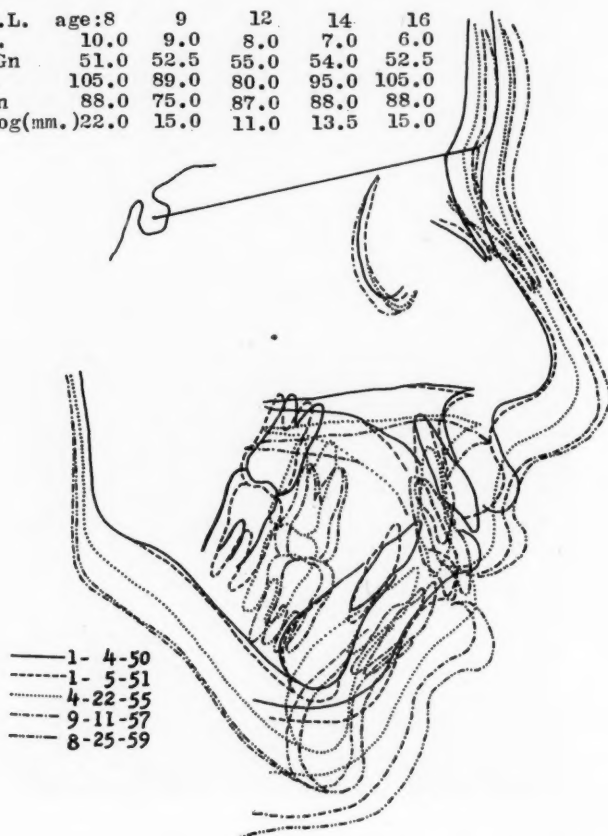 .L. age:8 9 12 14 16
. 10.0 9.0 8.0 7.0 6.0
Gn 51.0 52.5 55.0 54.0 52.5
105.0 89.0 80.0 95.0 105.0
n 88.0 75.0 87.0 88.0 88.0
og(mm.)22.0 15.0 11.0 13.5 15.0
1- 4-50
1- 5-51
4-22-55
9-11-57
8-25-59